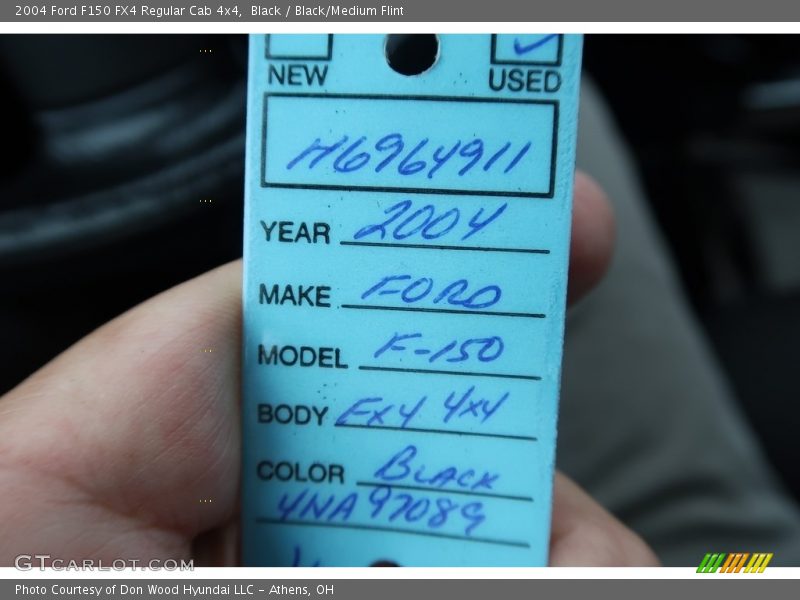 2004 Ford F150 FX4 Regular Cab 4x4, Black / Black/Medium Flint
NEW USED
H6964911
YEAR 2004
MAKE FORD
MODEL F-150
BODY FX4 4x4
COLOR BLACK
4NA97089
GTCARLOT.COM
Photo Courtesy of Don Wood Hyundai LLC - Athens, OH